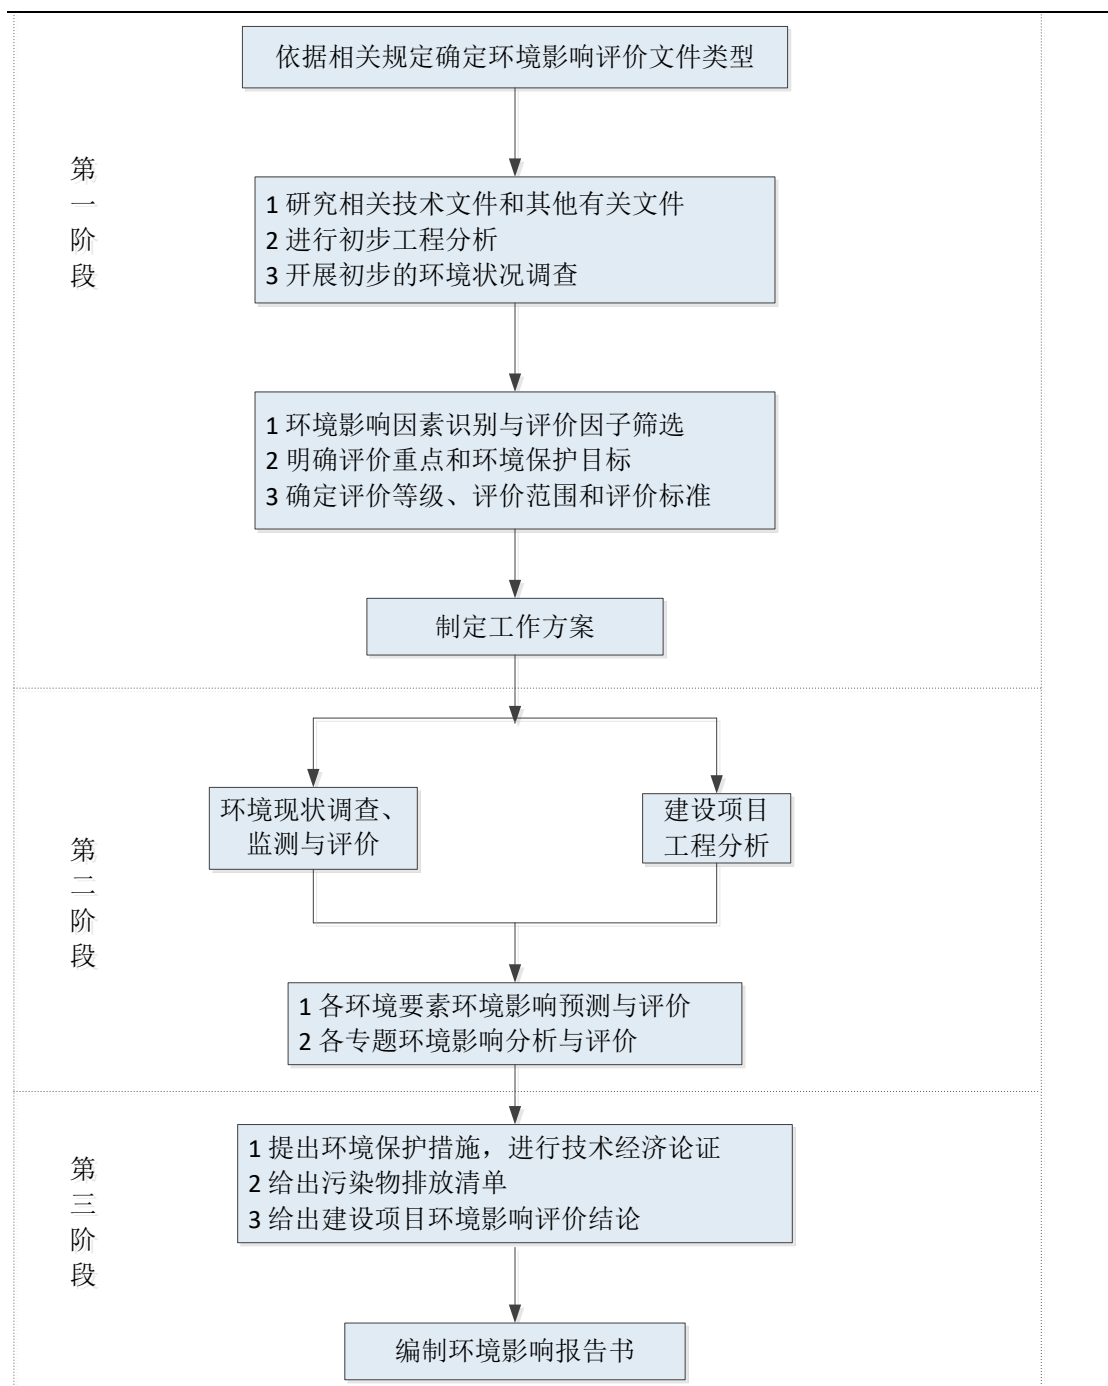 依据相关规定确定环境影响评价文件类型
第一阶段
1 研究相关技术文件和其他有关文件
2 进行初步工程分析
3 开展初步的环境状况调查
1 环境影响因素识别与评价因子筛选
2 明确评价重点和环境保护目标
3 确定评价等级、评价范围和评价标准
制定工作方案
第二阶段
环境现状调查、
监测与评价
建设项目
工程分析
1 各环境要素环境影响预测与评价
2 各专题环境影响分析与评价
第三阶段
1 提出环境保护措施，进行技术经济论证
2 给出污染物排放清单
3 给出建设项目环境影响评价结论
编制环境影响报告书